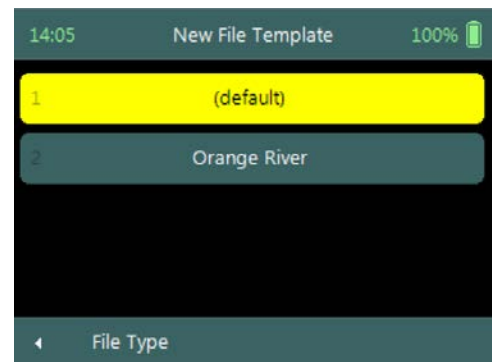 14:05 New File Template 100%
1 (default)
2 Orange River
File Type